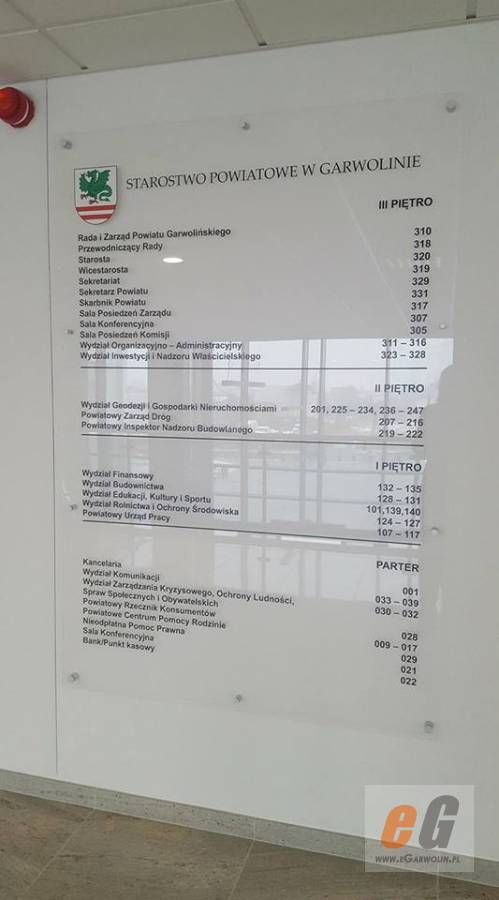 STAROSTWO POWIATOWE W GARWOLINIE
III PIĘTRO
Rada i Zarząd Powiatu Garwolińskiego
Przewodniczący Rady
Starosta
Wicestarosta
Sekretariat
Sekretarz Powiatu
Skarbnik Powiatu
Sala Posiedzeń Zarządu
Sala Konferencyjna
Sala Posiedzeń Komisji
Wydział Organizacyjno – Administracyjny
Wydział Inwestycji i Nadzoru Właścicielskiego
310
318
320
319
329
331
317
307
305
311 – 316
323 – 328
II PIĘTRO
Wydział Geodezji i Gospodarki Nieruchomościami 201, 225 – 234, 236 – 247
Powiatowy Zarząd Dróg 207 – 216
Powiatowy Inspektor Nadzoru Budowlanego 219 – 222
I PIĘTRO
Wydział Finansowy 132 – 135
Wydział Budownictwa 128 – 131
Wydział Edukacji, Kultury i Sportu 101,139,140
Wydział Rolnictwa i Ochrony Środowiska 124 – 127
Powiatowy Urząd Pracy 107 – 117
PARTER
Kancelaria
Wydział Komunikacji
Wydział Zarządzania Kryzysowego, Ochrony Ludności,
Spraw Społecznych i Obywatelskich
Powiatowy Rzecznik Konsumentów
Powiatowe Centrum Pomocy Rodzinie
Nieodpłatna Pomoc Prawna
Sala Konferencyjna
Bank/Punkt kasowy
001
033 – 039
030 – 032
028
009 – 017
029
021
022
eG
www.eGarwolin.pl